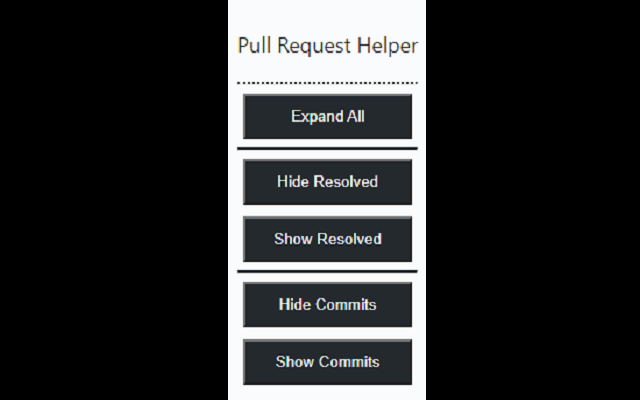 Pull Request Helper
Expand All
Hide Resolved
Show Resolved
Hide Commits
Show Commits